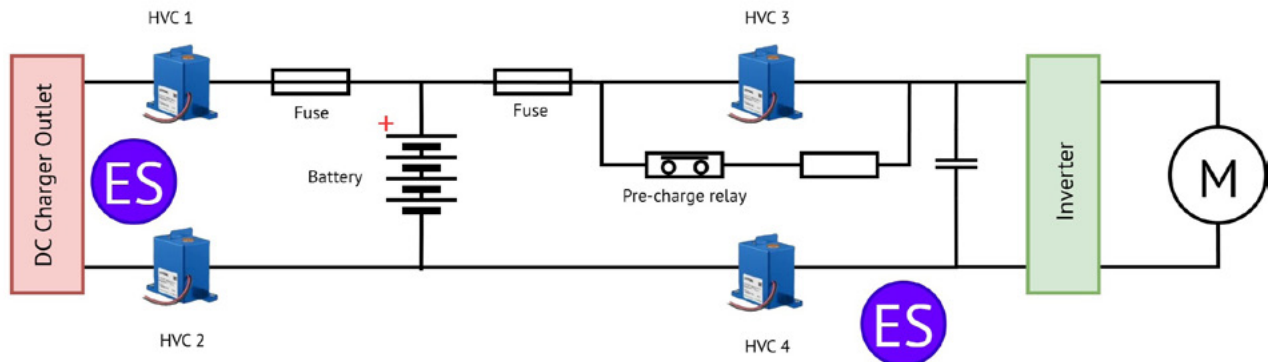 HVC 1
HVC 3
DC Charger Outlet
Fuse
Fuse
+
ES
Battery
Pre-charge relay
Inverter
M
HVC 2
HVC 4
ES